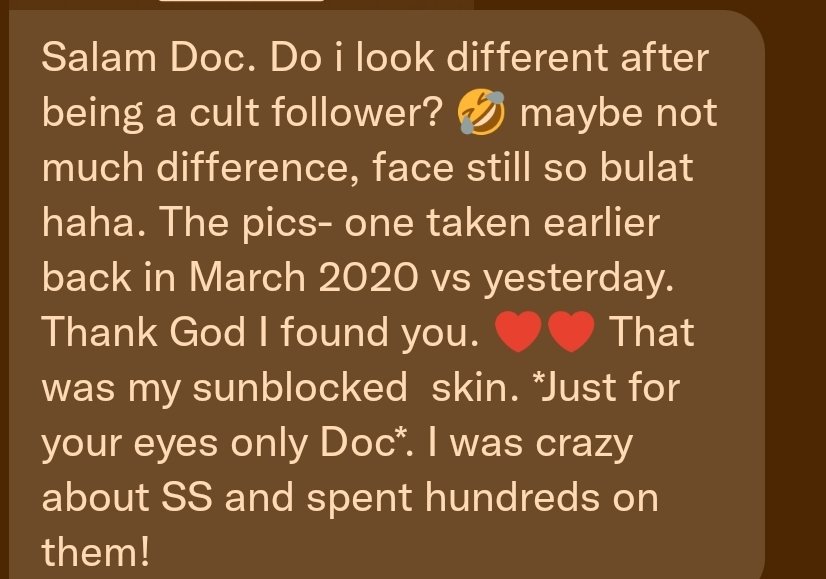 Salam Doc. Do i look different after
being a cult follower? 🤣 maybe not
much difference, face still so bulat
haha. The pics- one taken earlier
back in March 2020 vs yesterday.
Thank God I found you. ♥️♥️ That
was my sunblocked  skin. *Just for
your eyes only Doc*. I was crazy
about SS and spent hundreds on
them!